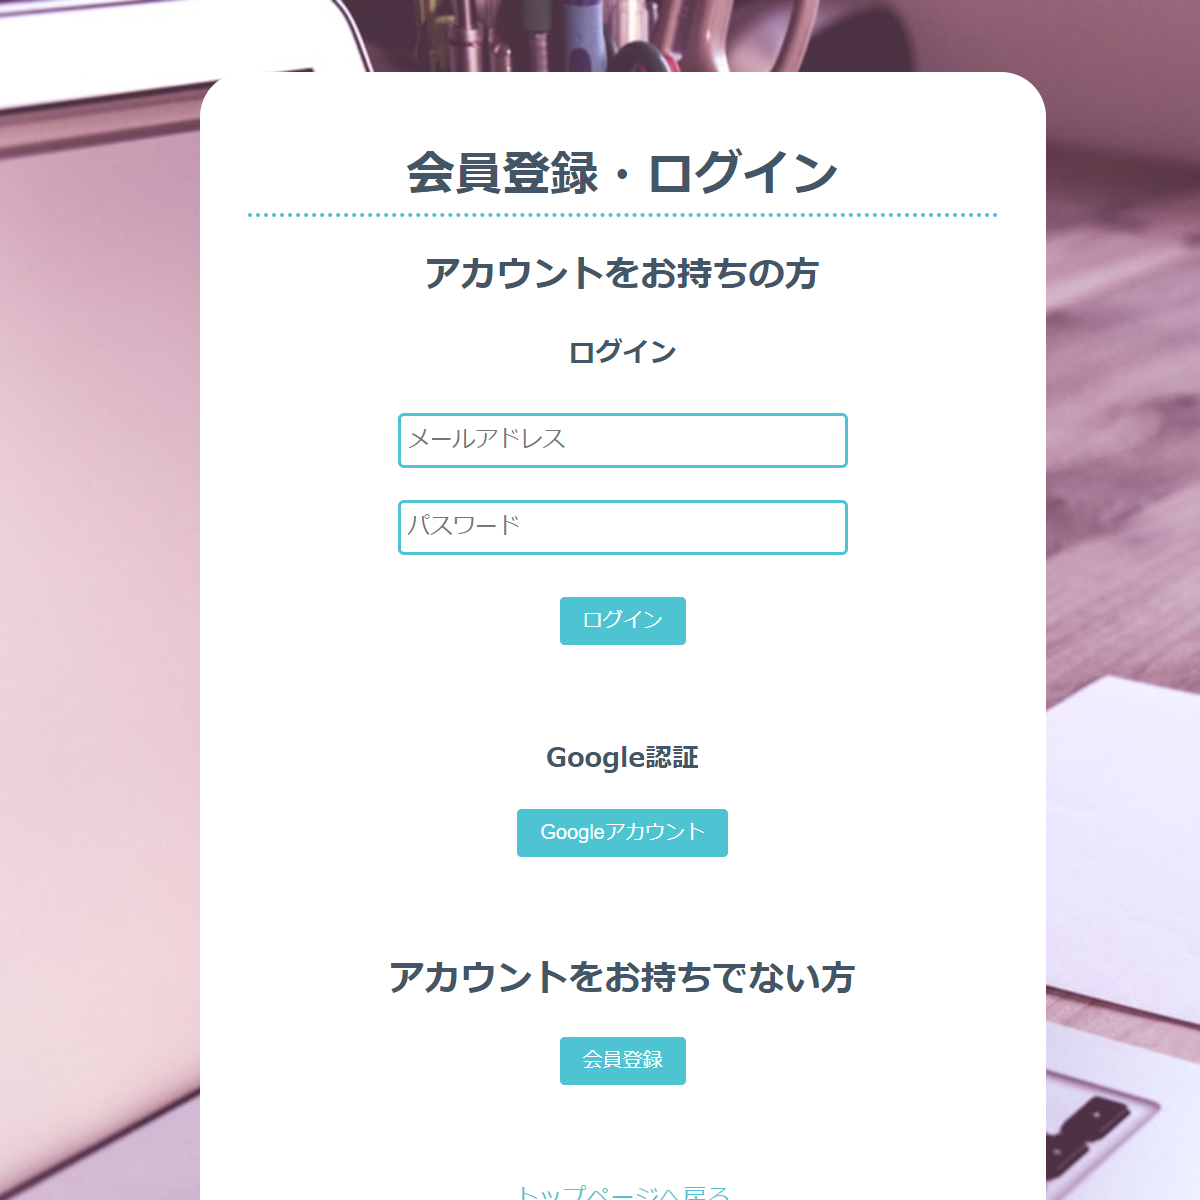 会員登録・ログイン
アカウントをお持ちの方
ログイン
メールアドレス
パスワード
ログイン
Google認証
Googleアカウント
アカウントをお持ちでない方
会員登録
トップページへ戻る